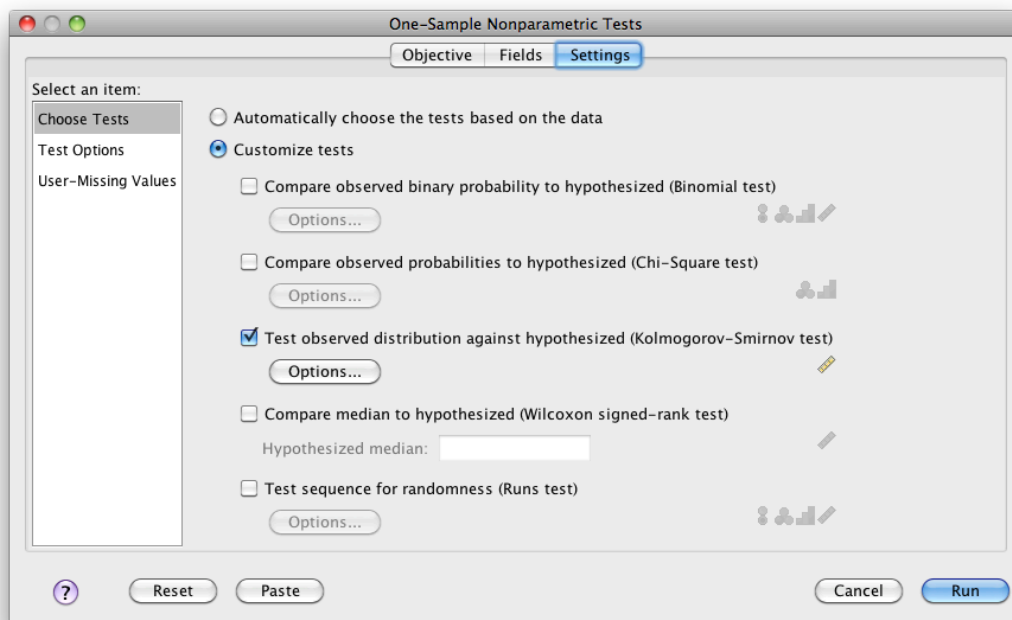 One-Sample Nonparametric Tests
Objective Fields Settings
Select an item:
Choose Tests
Test Options
User-Missing Values
Automatically choose the tests based on the data
Customize tests
Compare observed binary probability to hypothesized (Binomial test)
Options...
Compare observed probabilities to hypothesized (Chi-Square test)
Options...
Test observed distribution against hypothesized (Kolmogorov-Smirnov test)
Options...
Compare median to hypothesized (Wilcoxon signed-rank test)
Hypothesized median:
Test sequence for randomness (Runs test)
Options...
? Reset Paste Cancel Run